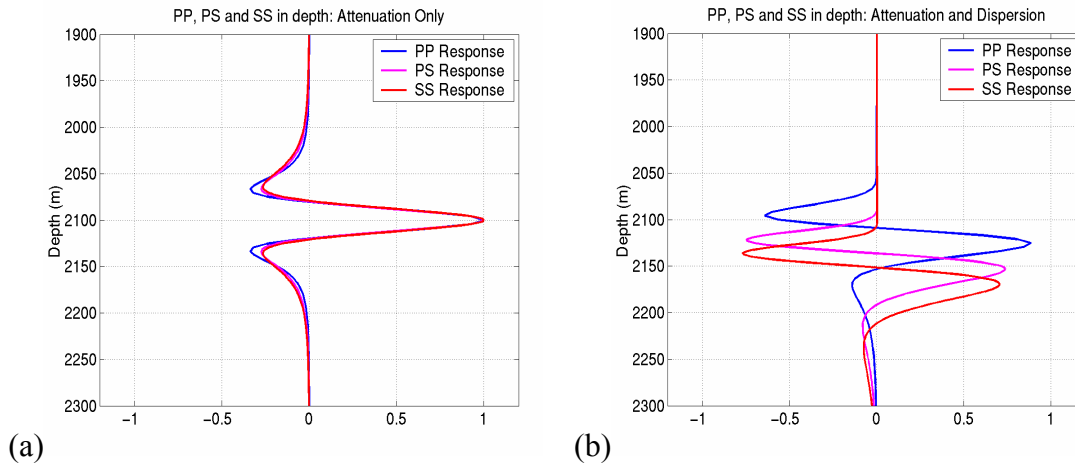 PP, PS and SS in depth: Attenuation Only
1900
1950
2000
2050
2100
2150
2200
2250
2300
Depth (m)
−1
−0.5
0
0.5
1
PP Response
PS Response
SS Response
(a)
PP, PS and SS in depth: Attenuation and Dispersion
1900
1950
2000
2050
2100
2150
2200
2250
2300
Depth (m)
−1
−0.5
0
0.5
1
PP Response
PS Response
SS Response
(b)